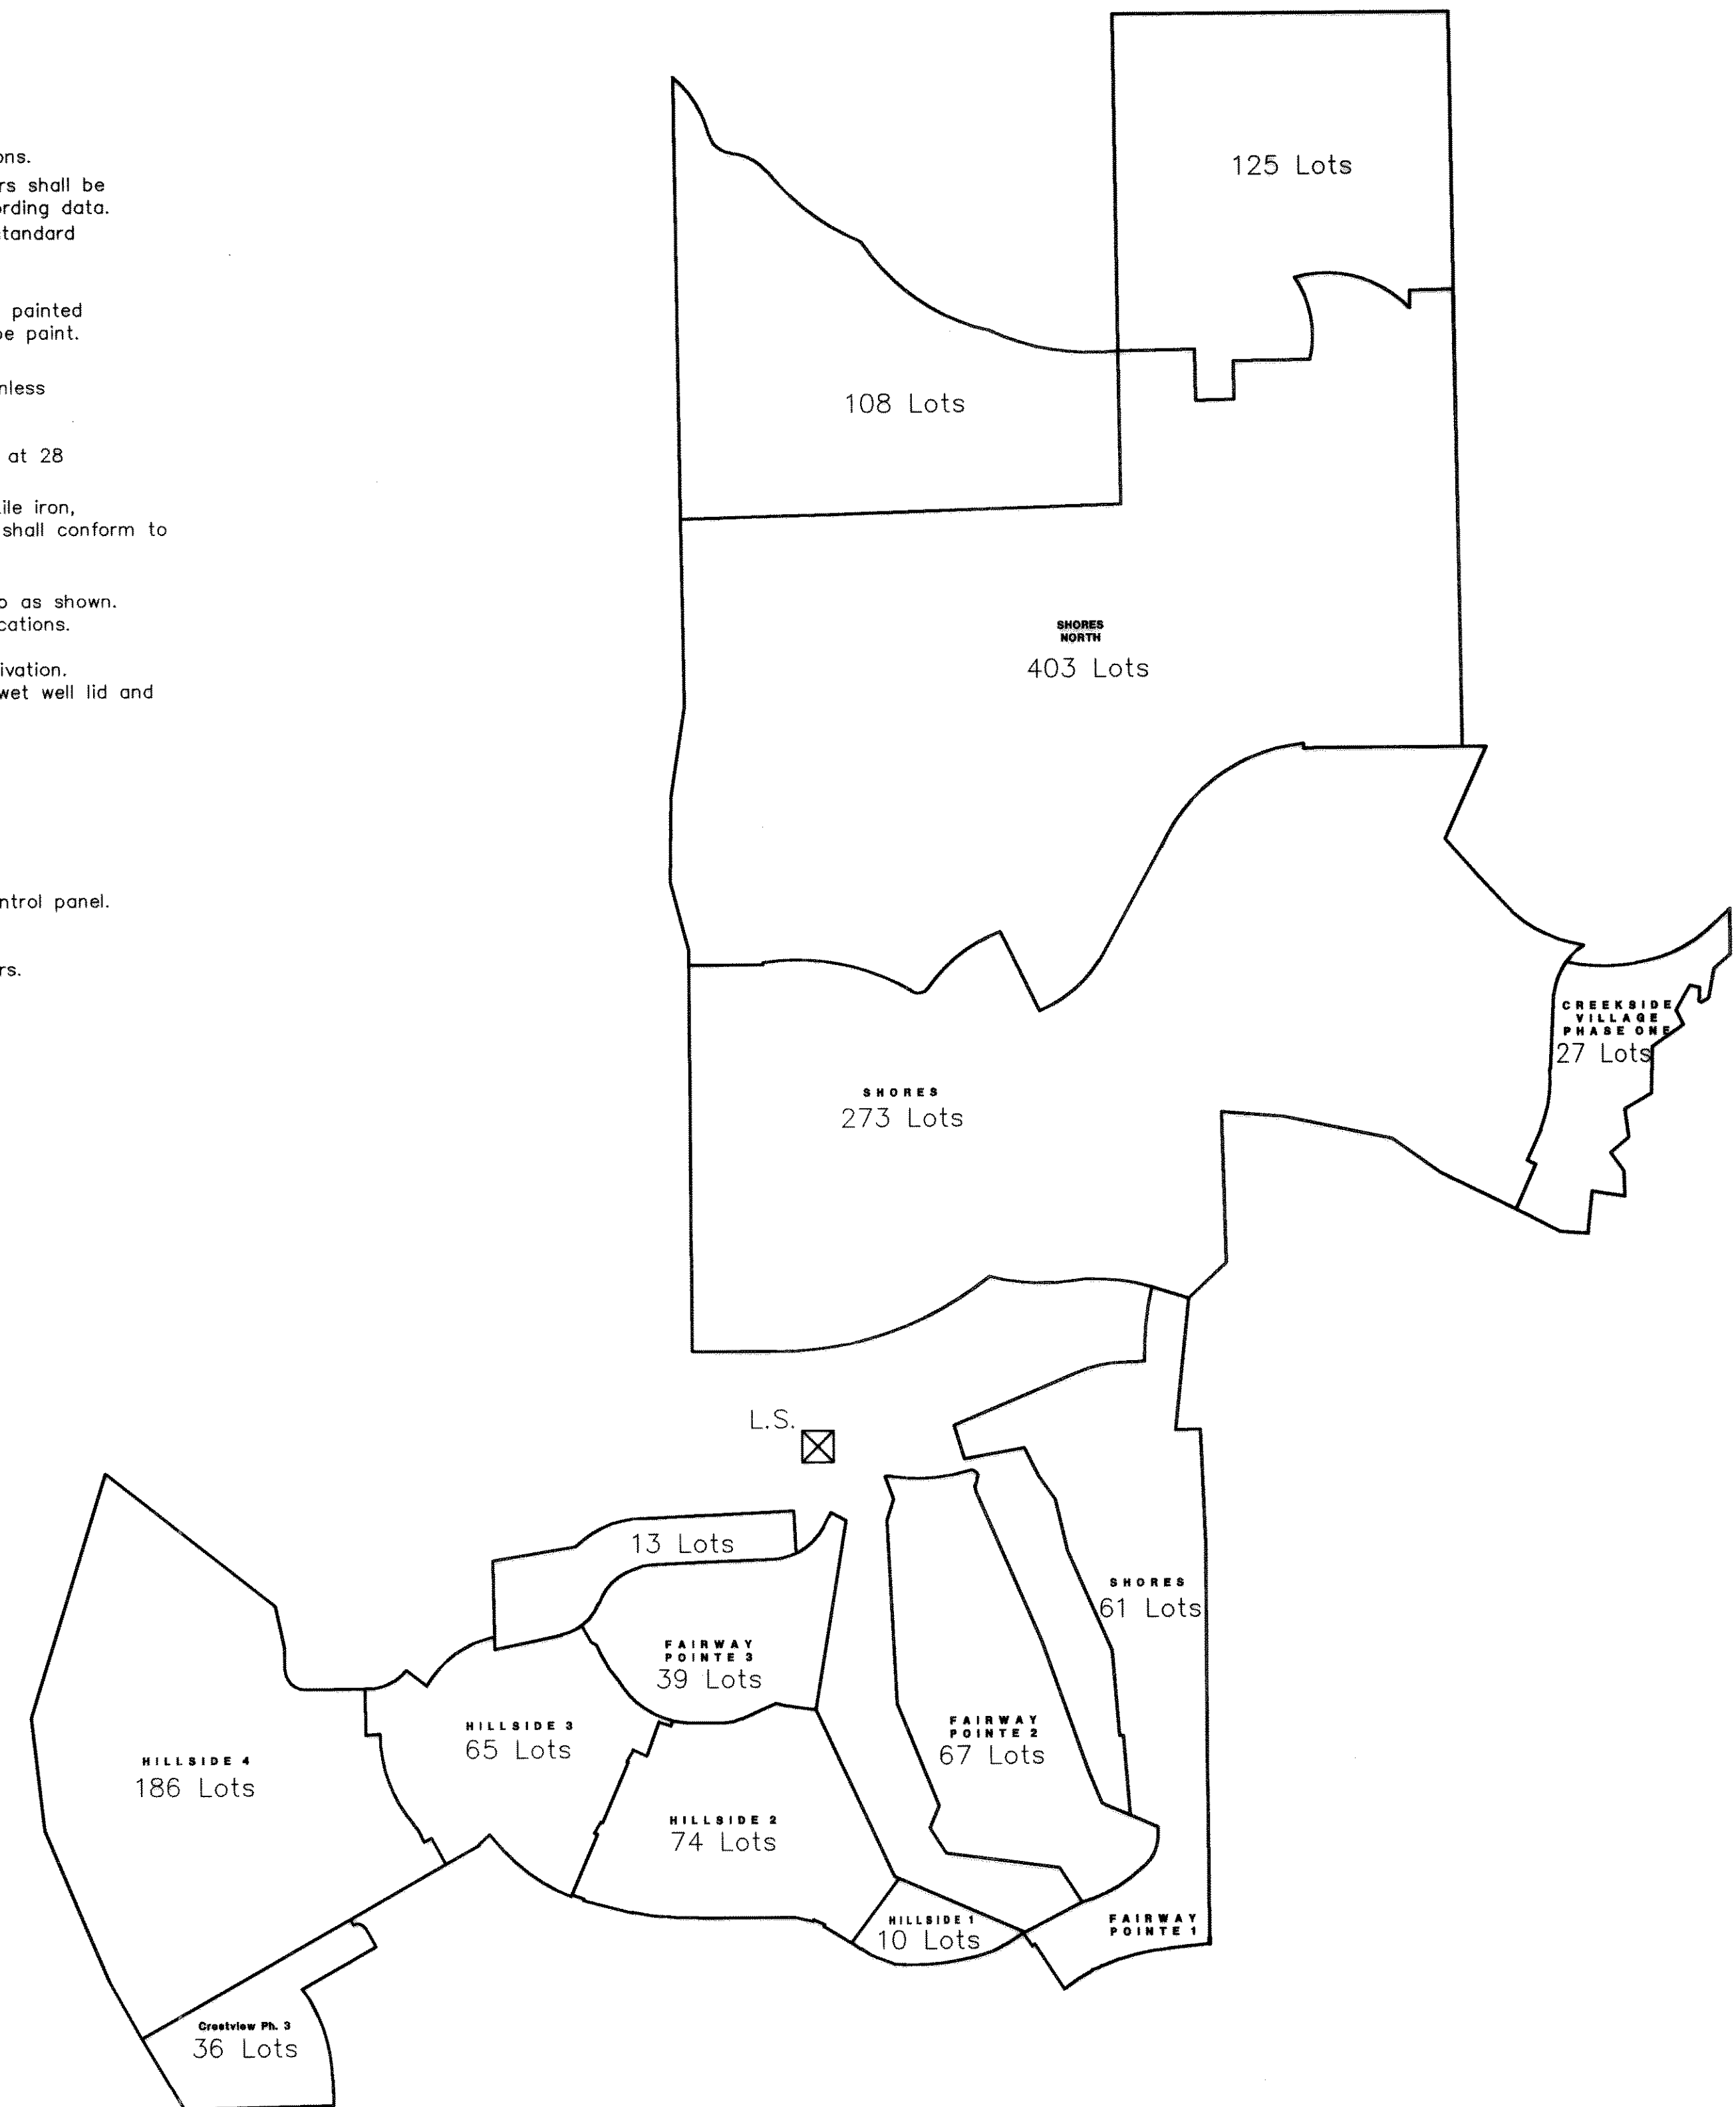 ons.
rs shall be
ording data.
tandard
painted
be paint.
nless
at 28
ile iron,
shall conform to
o as shown.
cations.
ivation.
wet well lid and
ntrol panel.
rs.
125 Lots
108 Lots
SHORES
NORTH
403 Lots
CREEKSIDE
VILLAGE
PHASE ONE
27 Lots
SHORES
273 Lots
L.S.
13 Lots
SHORES
61 Lots
FAIRWAY
POINTE 3
39 Lots
HILLSIDE 3
65 Lots
FAIRWAY
POINTE 2
67 Lots
HILLSIDE 4
186 Lots
HILLSIDE 2
74 Lots
HILLSIDE 1
10 Lots
FAIRWAY
POINTE 1
Crestview Ph. 3
36 Lots